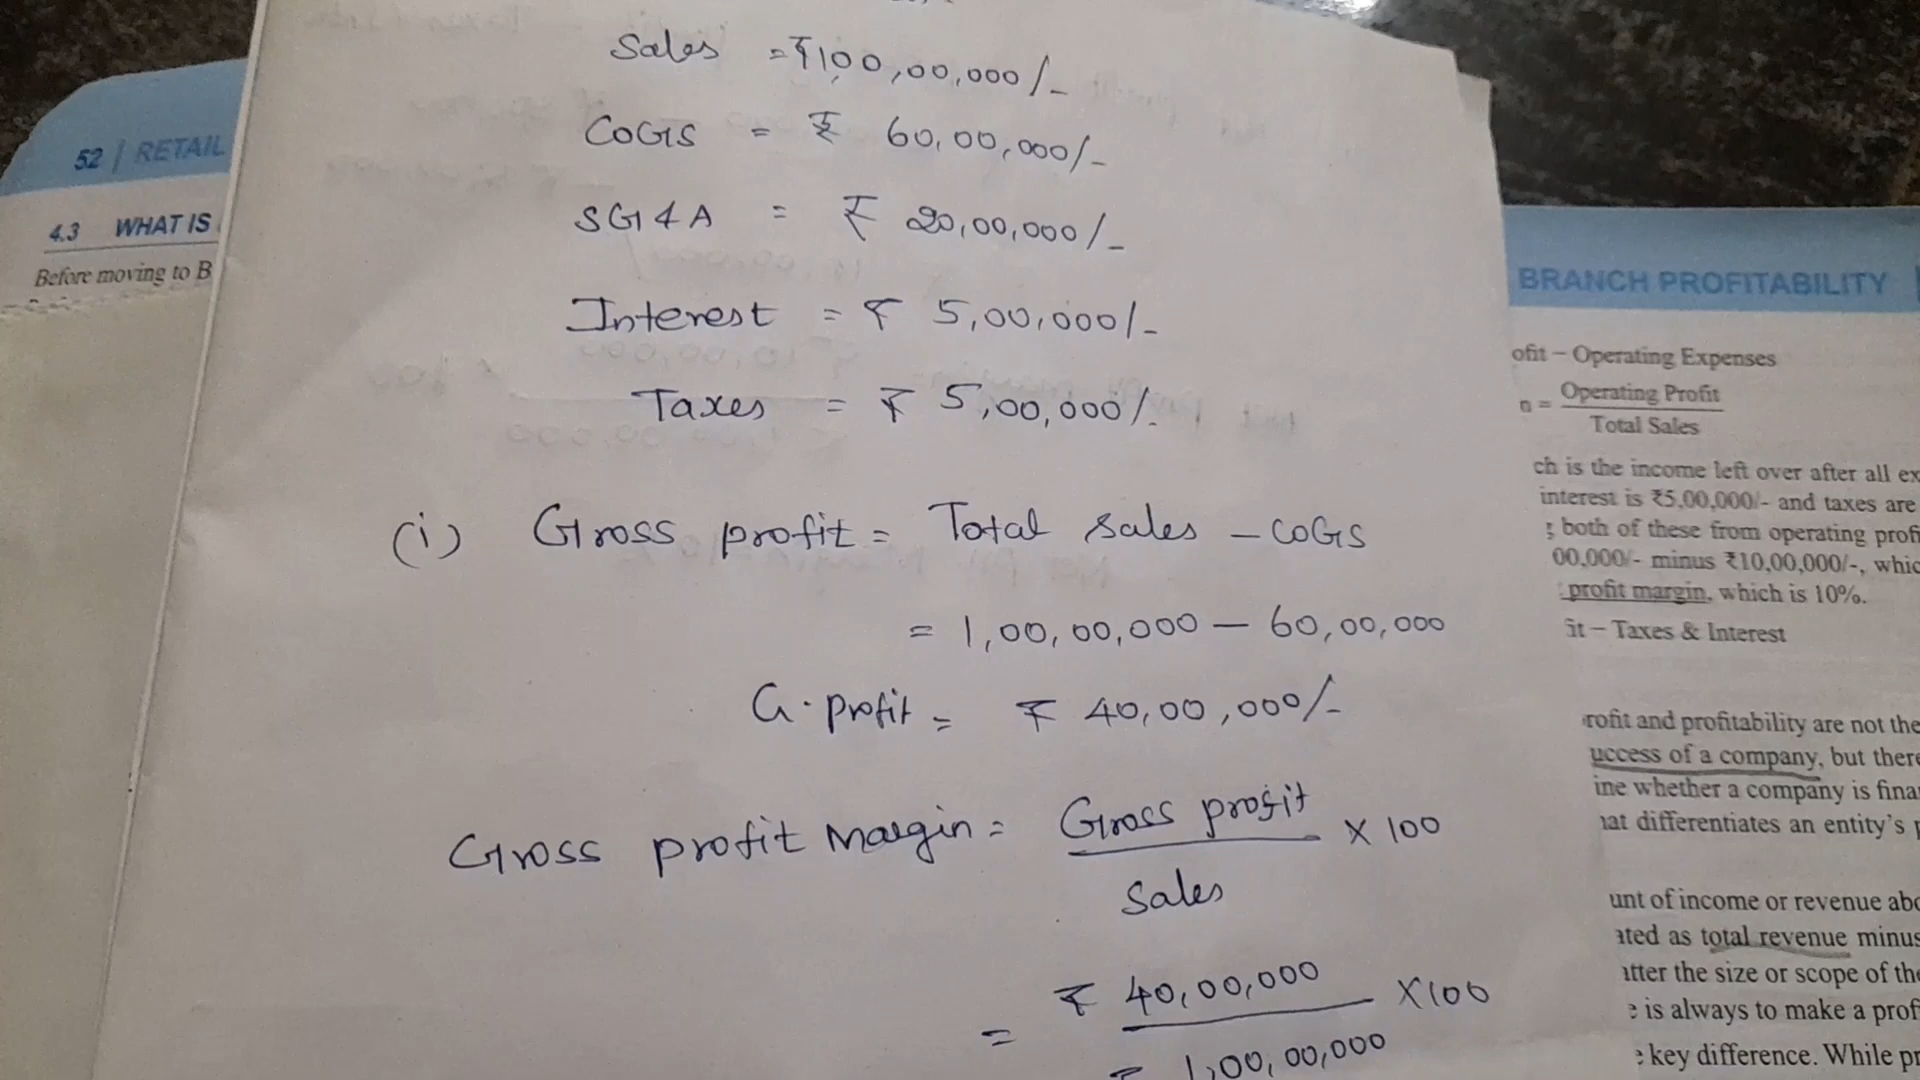 Sales = ₹100,00,000/-
COGS = ₹ 60,00,000/-
SG&A = ₹ 20,00,000/-
Interest = ₹ 5,00,000/-
Taxes = ₹ 5,00,000/-
(i) Gross profit = Total sales - COGS
= 1,00,00,000 - 60,00,000
G. profit = ₹ 40,00,000/-
Gross profit Margin = Gross profit × 100
Sales
= ₹ 40,00,000 ×100
1,00,00,000
52 | RETAIL
4.3 WHAT IS
Before moving to B
BRANCH PROFITABILITY
ofit – Operating Expenses
n = Operating Profit
Total Sales
ch is the income left over after all ex
interest is ₹5,00,000/- and taxes are
both of these from operating profi
00,000/- minus ₹10,00,000/-, whic
profit margin, which is 10%.
fit – Taxes & Interest
rofit and profitability are not the
uccess of a company, but there
ine whether a company is finan
hat differentiates an entity's p
unt of income or revenue abo
ated as total revenue minus
atter the size or scope of the
e is always to make a prof
key difference. While pr